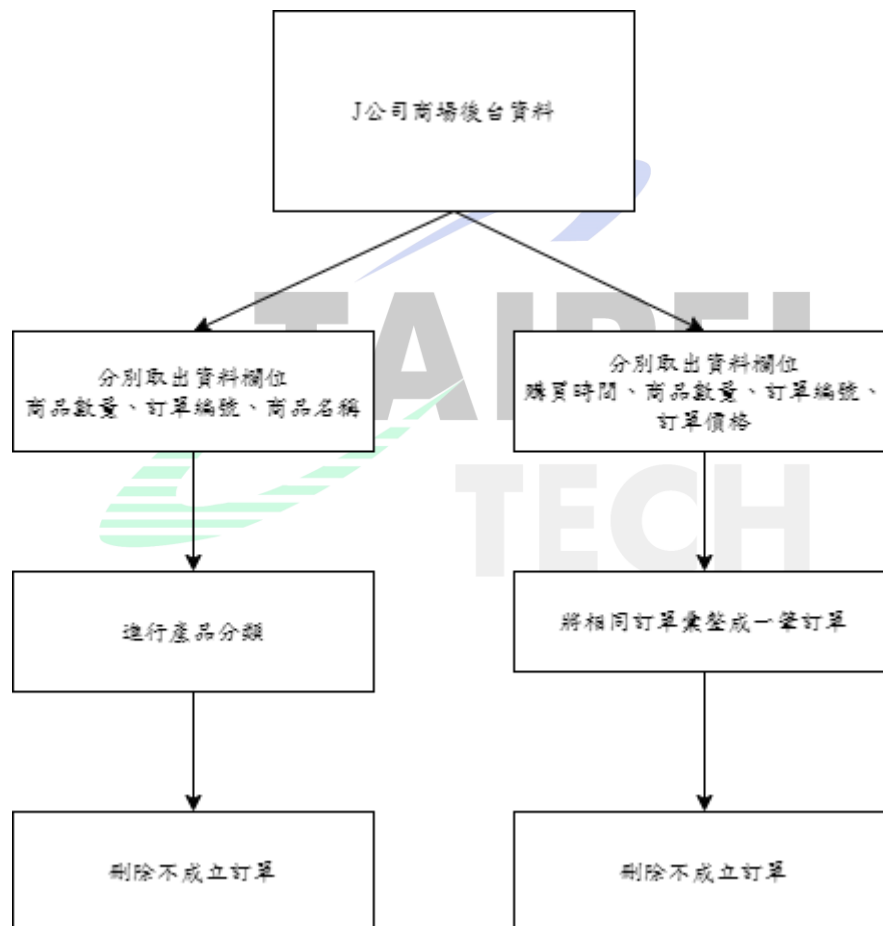 J公司商場後台資料
TAIPEI
TECH
分別取出資料欄位
商品數量、訂單編號、商品名稱
分別取出資料欄位
購買時間、商品數量、訂單編號、
訂單價格
進行產品分類
將相同訂單彙整成一筆訂單
刪除不成立訂單
刪除不成立訂單